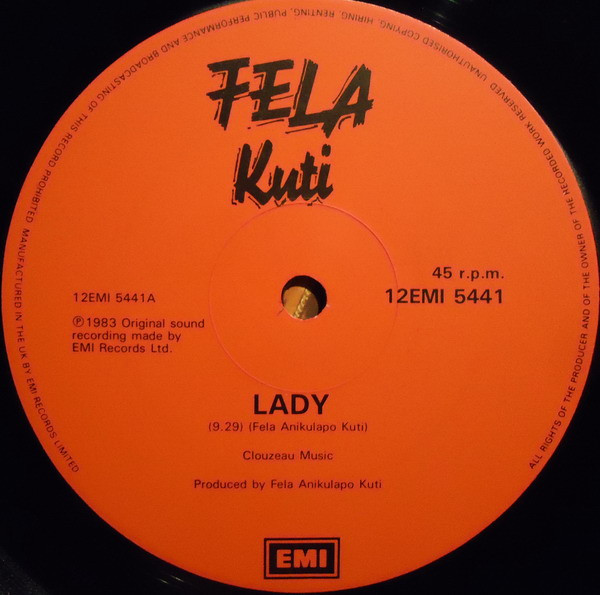 FELA
Kuti
45 r.p.m.
12EMI 5441A
12EMI 5441
Ⓟ1983 Original sound
recording made by
EMI Records Ltd.
LADY
(9.29) (Fela Anikulapo Kuti)
Clouzeau Music
Produced by Fela Anikulapo Kuti
EMI
ALL RIGHTS OF THE PRODUCER AND OF THE OWNER OF THE RECORDED WORK RESERVED UNAUTHORISED COPYING, HIRING, RENTING, PUBLIC PERFORMANCE AND BROADCASTING OF THIS RECORD PROHIBITED MANUFACTURED IN THE UK BY EMI RECORDS LIMITED